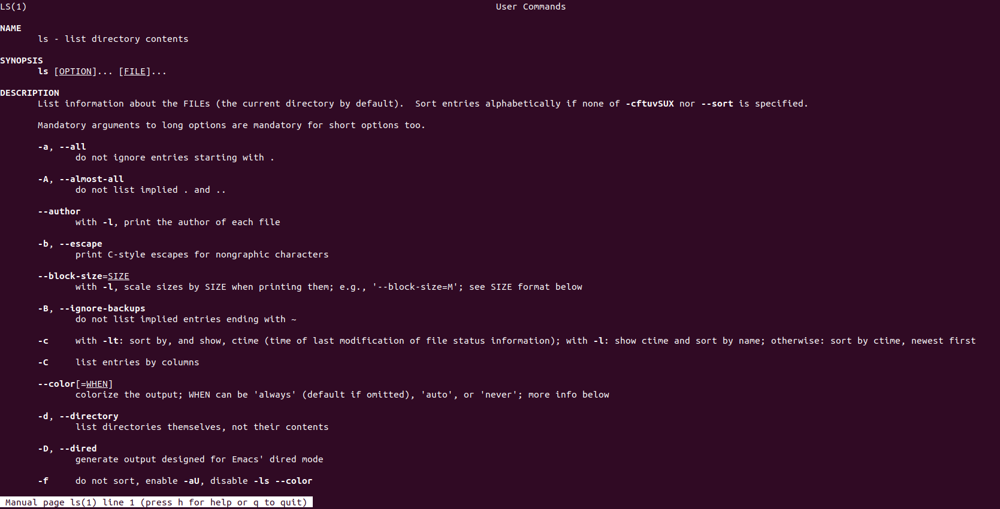 LS(1) User Commands
NAME
ls - list directory contents
SYNOPSIS
ls [OPTION]... [FILE]...
DESCRIPTION
List information about the FILEs (the current directory by default).  Sort entries alphabetically if none of -cftuvSUX nor --sort is specified.
Mandatory arguments to long options are mandatory for short options too.
-a, --all
do not ignore entries starting with .
-A, --almost-all
do not list implied . and ..
--author
with -l, print the author of each file
-b, --escape
print C-style escapes for nongraphic characters
--block-size=SIZE
with -l, scale sizes by SIZE when printing them; e.g., '--block-size=M'; see SIZE format below
-B, --ignore-backups
do not list implied entries ending with ~
-c with -lt: sort by, and show, ctime (time of last modification of file status information); with -l: show ctime and sort by name; otherwise: sort by ctime, newest first
-C list entries by columns
--color[=WHEN]
colorize the output; WHEN can be 'always' (default if omitted), 'auto', or 'never'; more info below
-d, --directory
list directories themselves, not their contents
-D, --dired
generate output designed for Emacs' dired mode
-f do not sort, enable -aU, disable -ls --color
Manual page ls(1) line 1 (press h for help or q to quit)